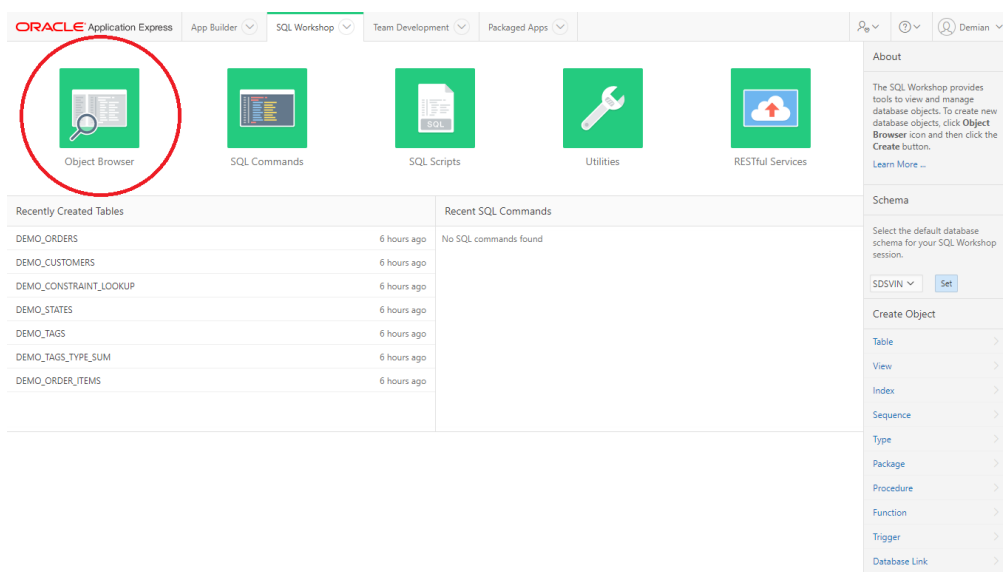 ORACLE Application Express App Builder SQL Workshop Team Development Packaged Apps Demian
Object Browser
SQL Commands
SQL
SQL Scripts
Utilities
RESTful Services
Recently Created Tables
DEMO_ORDERS 6 hours ago
DEMO_CUSTOMERS 6 hours ago
DEMO_CONSTRAINT_LOOKUP 6 hours ago
DEMO_STATES 6 hours ago
DEMO_TAGS 6 hours ago
DEMO_TAGS_TYPE_SUM 6 hours ago
DEMO_ORDER_ITEMS 6 hours ago
Recent SQL Commands
No SQL commands found
About
The SQL Workshop provides
tools to view and manage
database objects. To create new
database objects, click Object
Browser icon and then click the
Create button.
Learn More ...
Schema
Select the default database
schema for your SQL Workshop
session.
SDSVIN Set
Create Object
Table
View
Index
Sequence
Type
Package
Procedure
Function
Trigger
Database Link